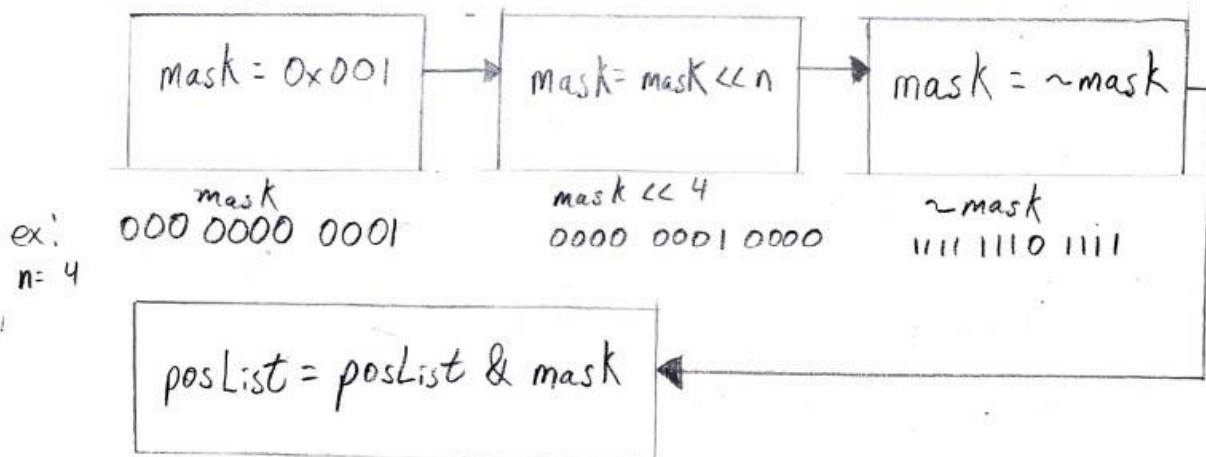 mask = 0x001
mask = mask << n
mask = ~mask
mask
mask << 4
~mask
ex:
000 0000 0001
0000 0001 0000
1111 1110 1111
n= 4
posList = posList & mask